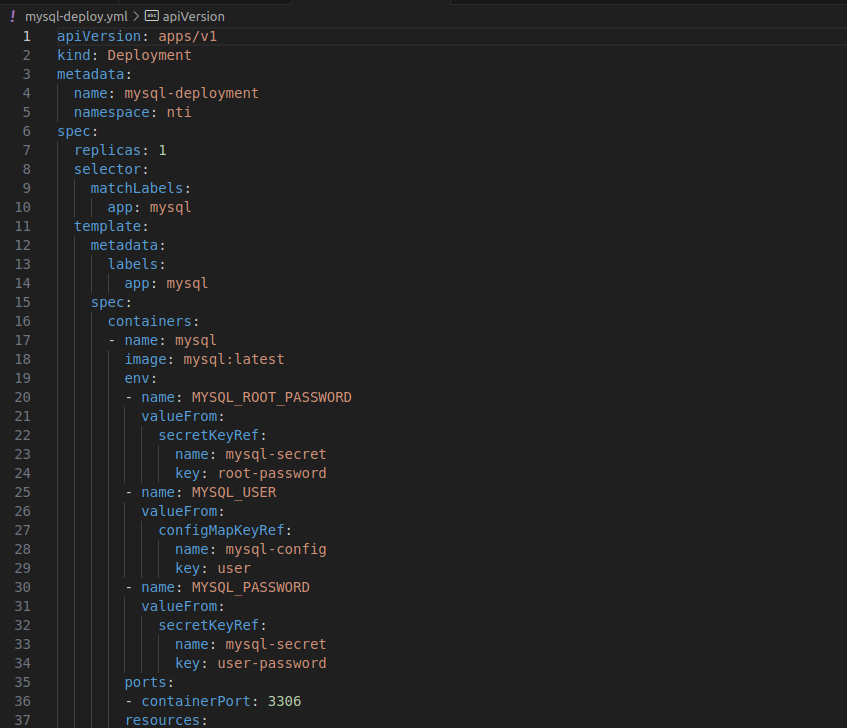 ! mysql-deploy.yml > abc apiVersion
1 apiVersion: apps/v1
2 kind: Deployment
3 metadata:
4   name: mysql-deployment
5   namespace: nti
6 spec:
7   replicas: 1
8   selector:
9     matchLabels:
10       app: mysql
11   template:
12     metadata:
13       labels:
14         app: mysql
15     spec:
16       containers:
17       - name: mysql
18         image: mysql:latest
19         env:
20         - name: MYSQL_ROOT_PASSWORD
21           valueFrom:
22             secretKeyRef:
23               name: mysql-secret
24               key: root-password
25         - name: MYSQL_USER
26           valueFrom:
27             configMapKeyRef:
28               name: mysql-config
29               key: user
30         - name: MYSQL_PASSWORD
31           valueFrom:
32             secretKeyRef:
33               name: mysql-secret
34               key: user-password
35         ports:
36         - containerPort: 3306
37         resources: